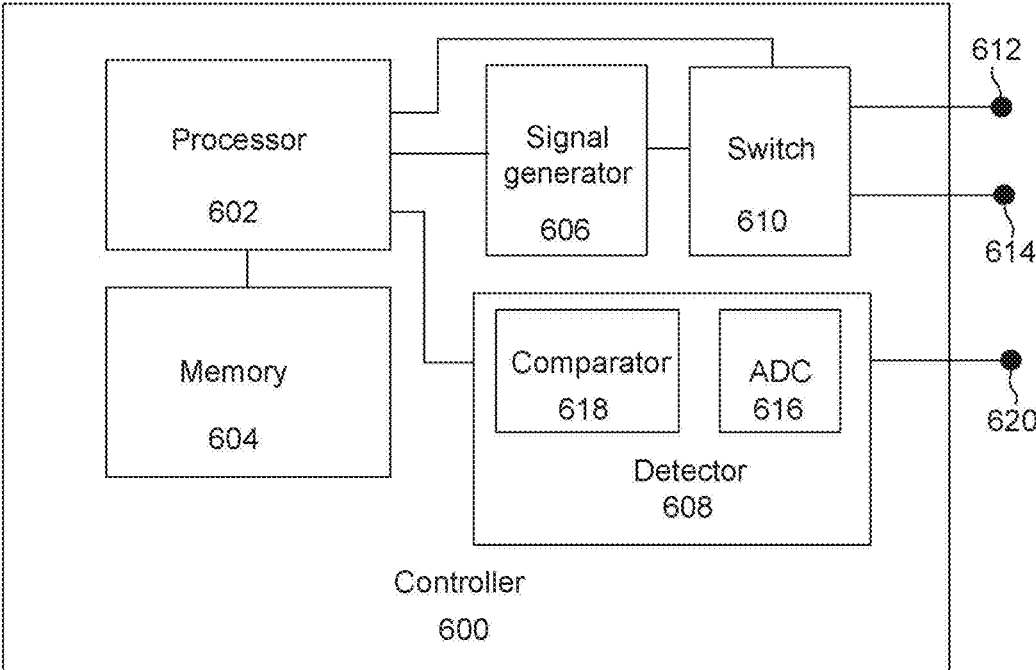 Processor
602
Signal
generator
606
Switch
610
612
614
Memory
604
Comparator
618
ADC
616
Detector
608
620
Controller
600